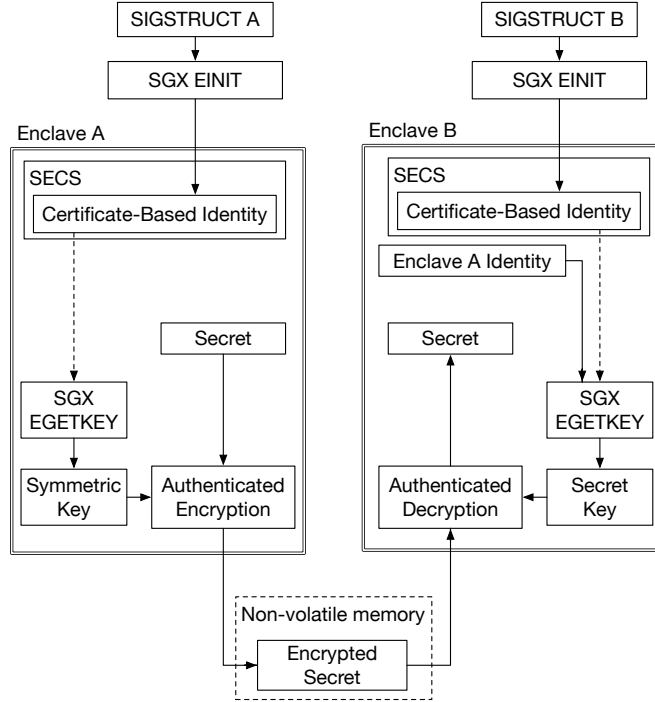 SIGSTRUCT A
SGX EINIT
Enclave A
SECS
Certificate-Based Identity
Secret
SGX
EGETKEY
Symmetric
Key
Authenticated
Encryption
SIGSTRUCT B
SGX EINIT
Enclave B
SECS
Certificate-Based Identity
Enclave A Identity
Secret
SGX
EGETKEY
Authenticated
Decryption
Secret
Key
Non-volatile memory
Encrypted
Secret